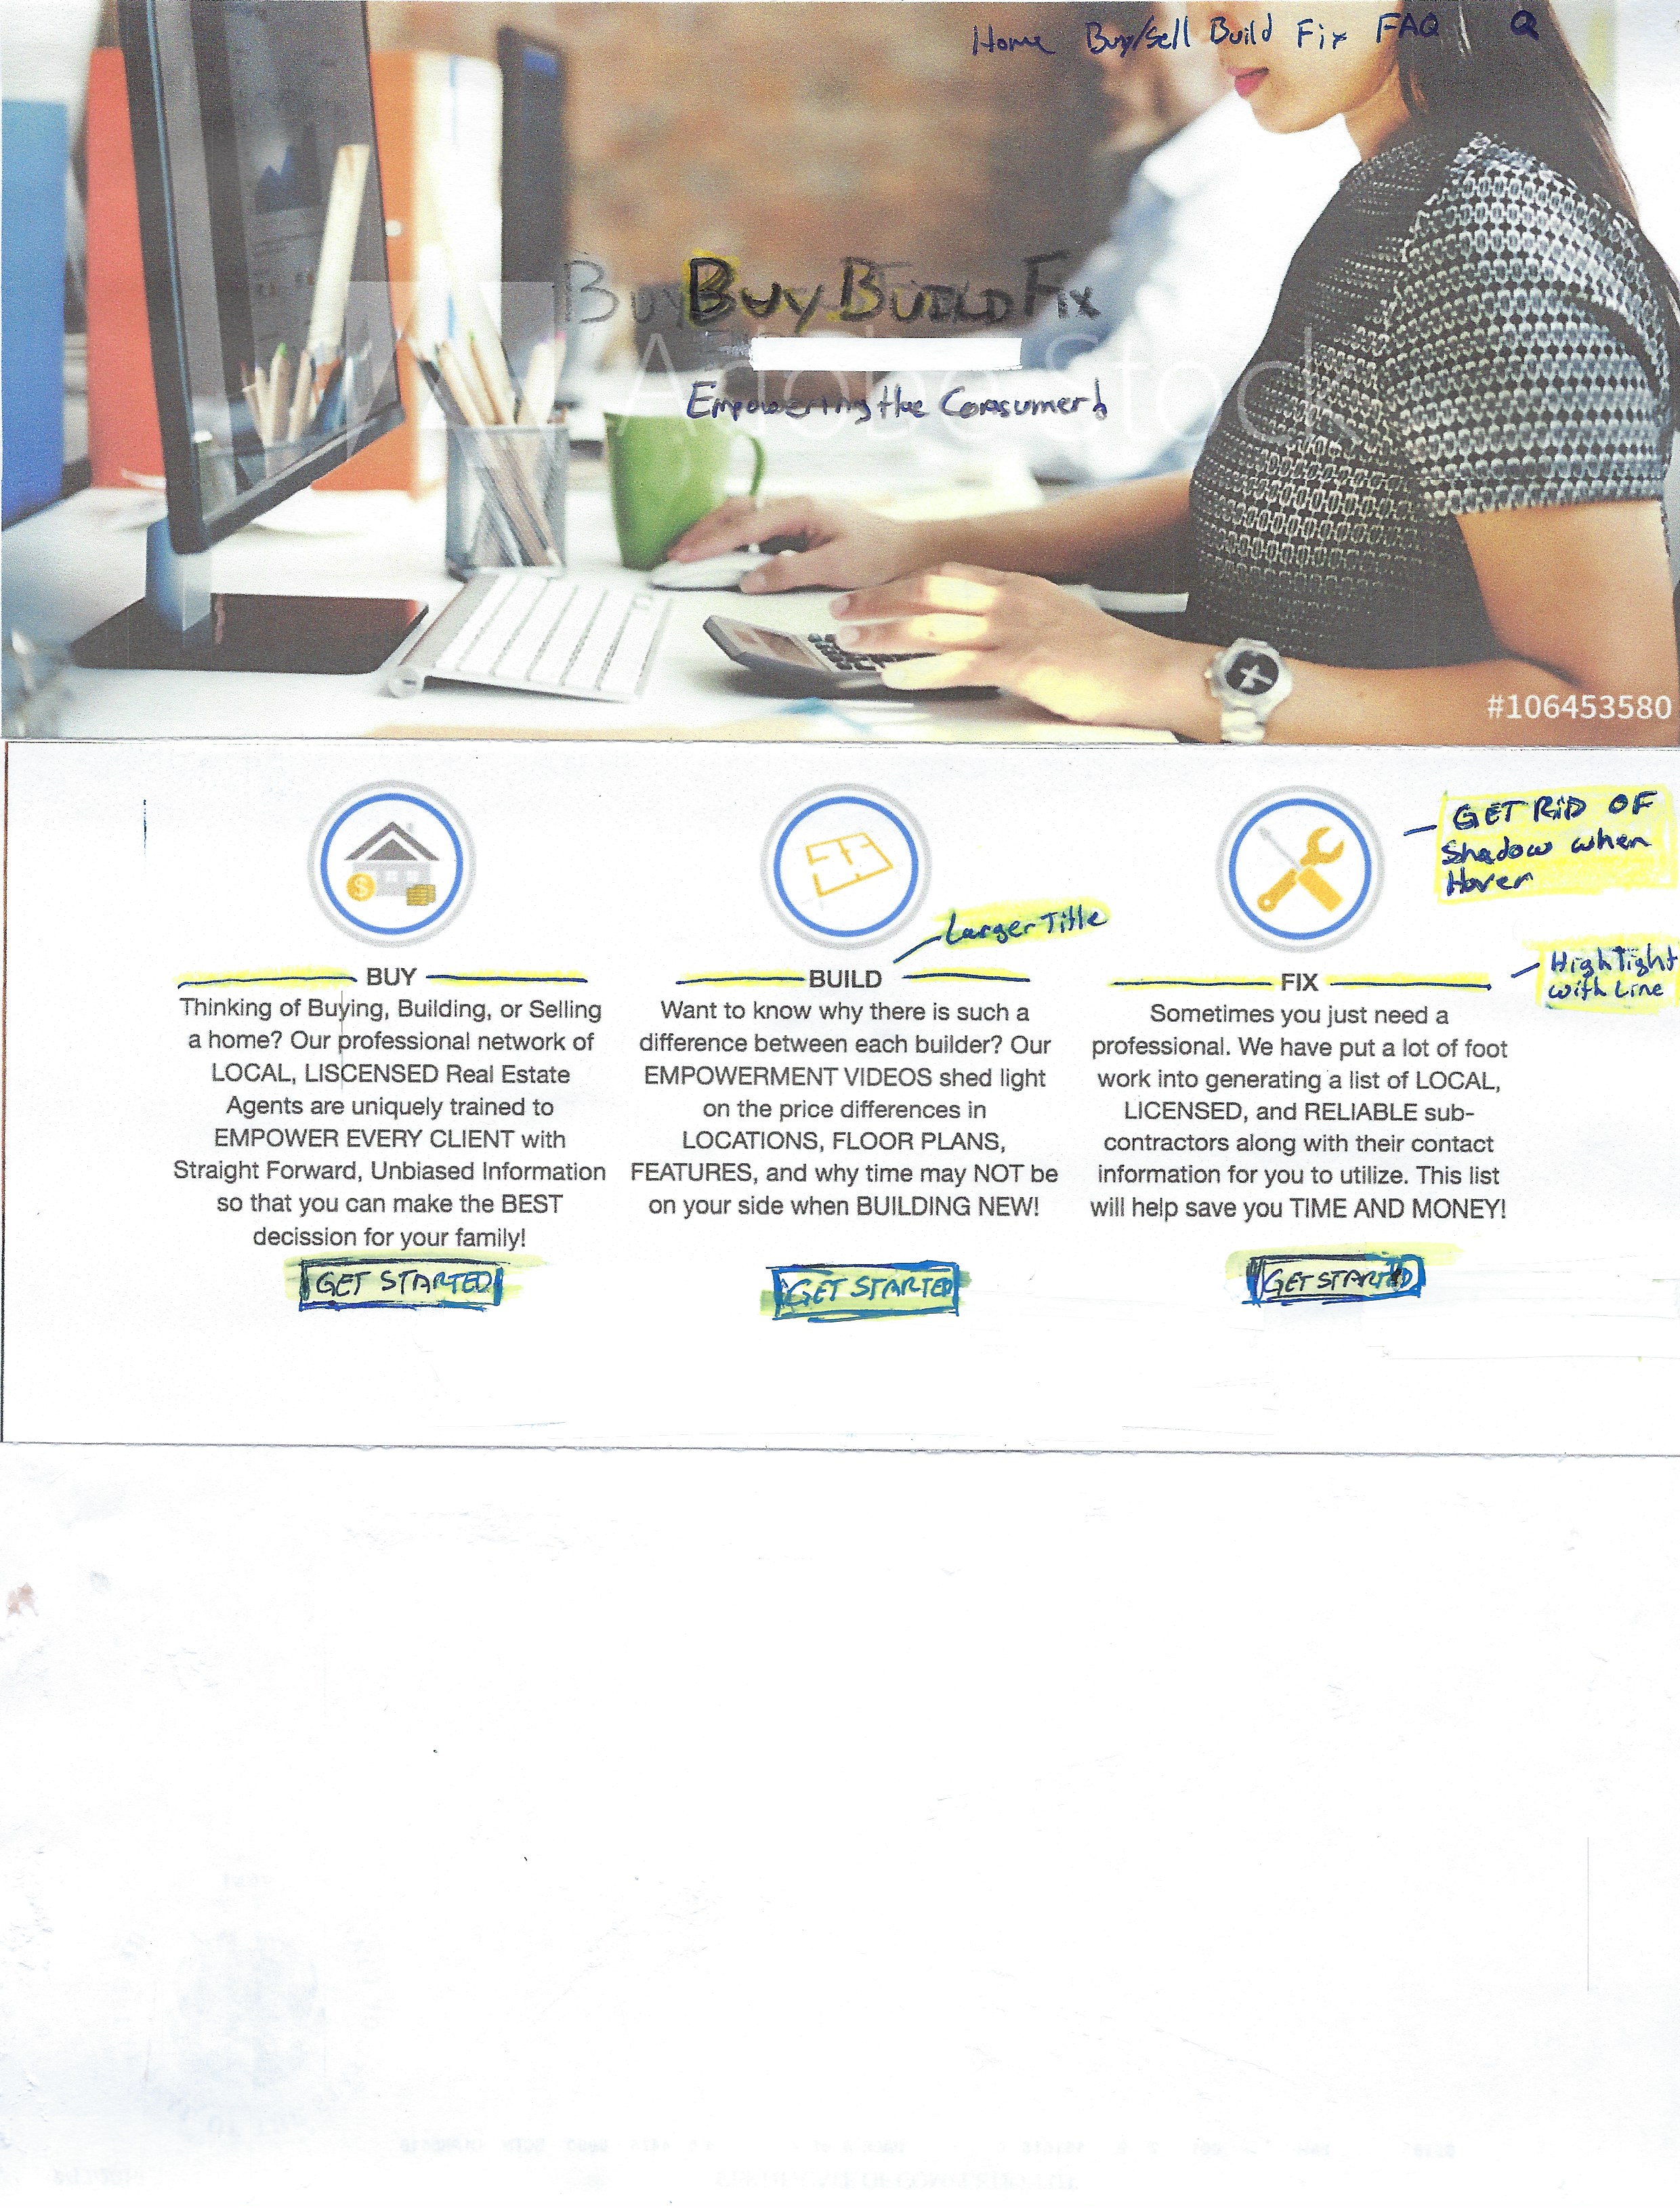 Home Buy/Sell Build Fix FAQ | Q
Buy Buy Build Fix
Adobe Stock
Empowering the Consumer!
#106453580
GET RID OF
Shadow when
Hover
Larger Title
Highlight
with Line
BUY
Thinking of Buying, Building, or Selling
a home? Our professional network of
LOCAL, LISCENSED Real Estate
Agents are uniquely trained to
EMPOWER EVERY CLIENT with
Straight Forward, Unbiased Information
so that you can make the BEST
decission for your family!
GET STARTED
BUILD
Want to know why there is such a
difference between each builder? Our
EMPOWERMENT VIDEOS shed light
on the price differences in
LOCATIONS, FLOOR PLANS,
FEATURES, and why time may NOT be
on your side when BUILDING NEW!
GET STARTED
FIX
Sometimes you just need a
professional. We have put a lot of foot
work into generating a list of LOCAL,
LICENSED, and RELIABLE sub-
contractors along with their contact
information for you to utilize. This list
will help save you TIME AND MONEY!
GET STARTED